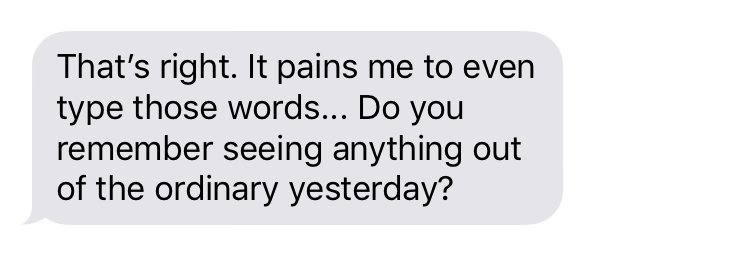 That’s right. It pains me to even
type those words... Do you
remember seeing anything out
of the ordinary yesterday?